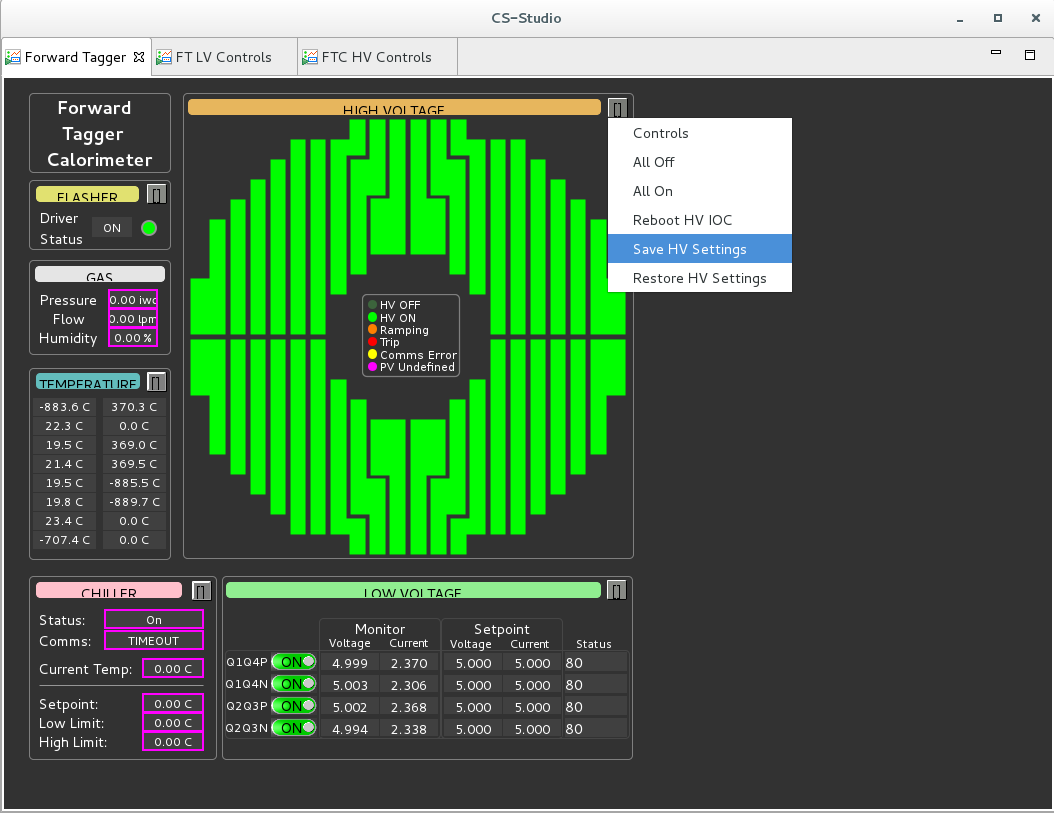 CS-Studio
Forward Tagger
FT LV Controls
FTC HV Controls
Forward
Tagger
Calorimeter
HIGH VOLTAGE
Controls
All Off
All On
Reboot HV IOC
Save HV Settings
Restore HV Settings
FLASHER
Driver
Status
ON
GAS
Pressure 0.00 iwc
Flow 0.00 lpm
Humidity 0.00 %
HV OFF
HV ON
Ramping
Trip
Comms Error
PV Undefined
TEMPERATURE
-883.6 C 370.3 C
22.3 C 0.0 C
19.5 C 369.0 C
21.4 C 369.5 C
19.5 C -885.5 C
19.8 C -889.7 C
23.4 C 0.0 C
-707.4 C 0.0 C
CHILLER
Status: On
Comms: TIMEOUT
Current Temp: 0.00 C
Setpoint: 0.00 C
Low Limit: 0.00 C
High Limit: 0.00 C
LOW VOLTAGE
Monitor Setpoint
Voltage Current Voltage Current Status
Q1Q4P ON 4.999 2.370 5.000 5.000 80
Q1Q4N ON 5.003 2.306 5.000 5.000 80
Q2Q3P ON 5.002 2.368 5.000 5.000 80
Q2Q3N ON 4.994 2.338 5.000 5.000 80